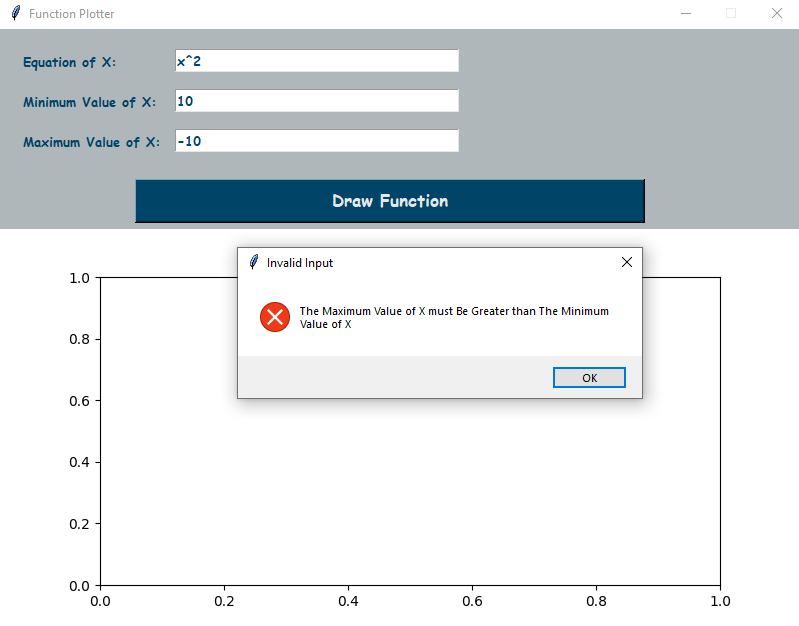 Function Plotter
Equation of X: x^2
Minimum Value of X: 10
Maximum Value of X: -10
Draw Function
Invalid Input
The Maximum Value of X must Be Greater than The Minimum
Value of X
OK
1.0
0.8
0.6
0.4
0.2
0.0
0.0 0.2 0.4 0.6 0.8 1.0